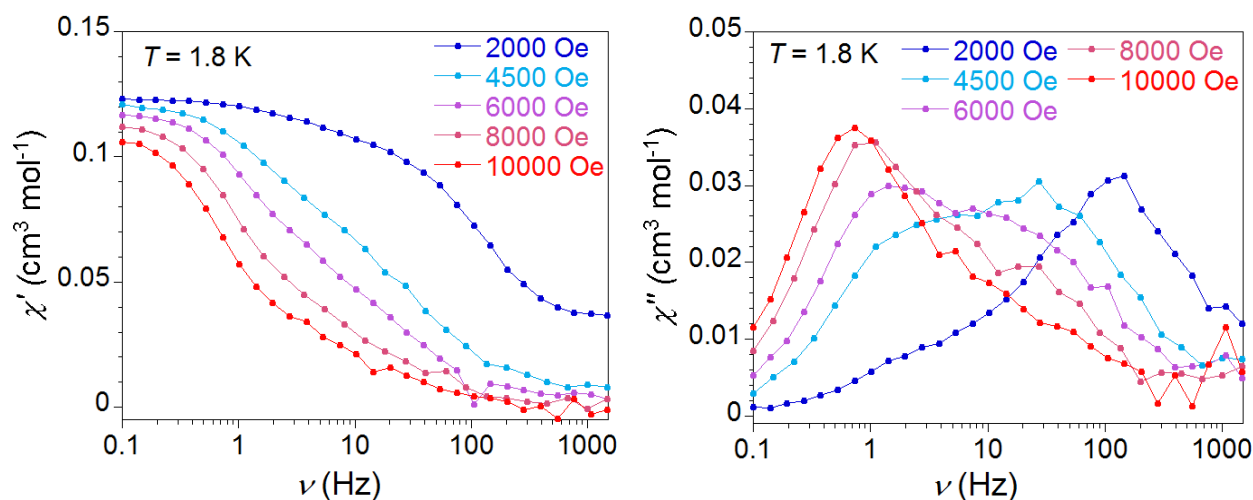 T = 1.8 K
2000 Oe
4500 Oe
6000 Oe
8000 Oe
10000 Oe
χ′ (cm³ mol⁻¹)
0.15
0.1
0.05
0
0.1
1
10
100
1000
ν (Hz)
T = 1.8 K
2000 Oe
4500 Oe
6000 Oe
8000 Oe
10000 Oe
χ″ (cm³ mol⁻¹)
0.05
0.04
0.03
0.02
0.01
0
0.1
1
10
100
1000
ν (Hz)